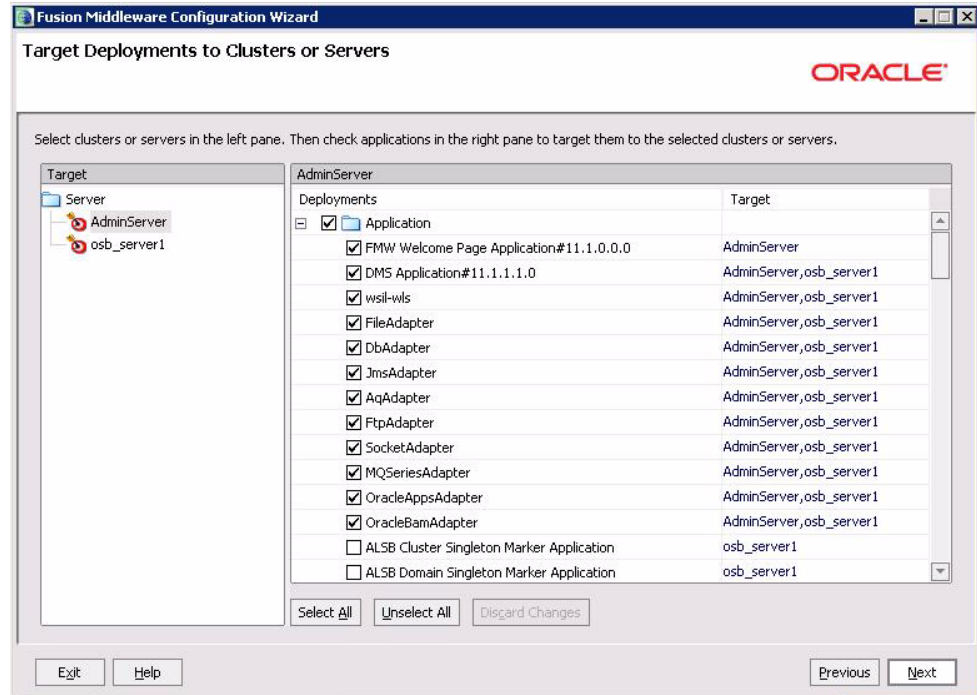 Fusion Middleware Configuration Wizard
Target Deployments to Clusters or Servers
ORACLE
Select clusters or servers in the left pane. Then check applications in the right pane to target them to the selected clusters or servers.
Target
AdminServer
Server
Deployments Target
AdminServer
Application
osb_server1
FMW Welcome Page Application#11.1.0.0.0 AdminServer
DMS Application#11.1.1.1.0 AdminServer,osb_server1
wsil-wls AdminServer,osb_server1
FileAdapter AdminServer,osb_server1
DbAdapter AdminServer,osb_server1
JmsAdapter AdminServer,osb_server1
AqAdapter AdminServer,osb_server1
FtpAdapter AdminServer,osb_server1
SocketAdapter AdminServer,osb_server1
MQSeriesAdapter AdminServer,osb_server1
OracleAppsAdapter AdminServer,osb_server1
OracleBamAdapter AdminServer,osb_server1
ALSB Cluster Singleton Marker Application osb_server1
ALSB Domain Singleton Marker Application osb_server1
Select All Unselect All Discard Changes
Exit Help Previous Next